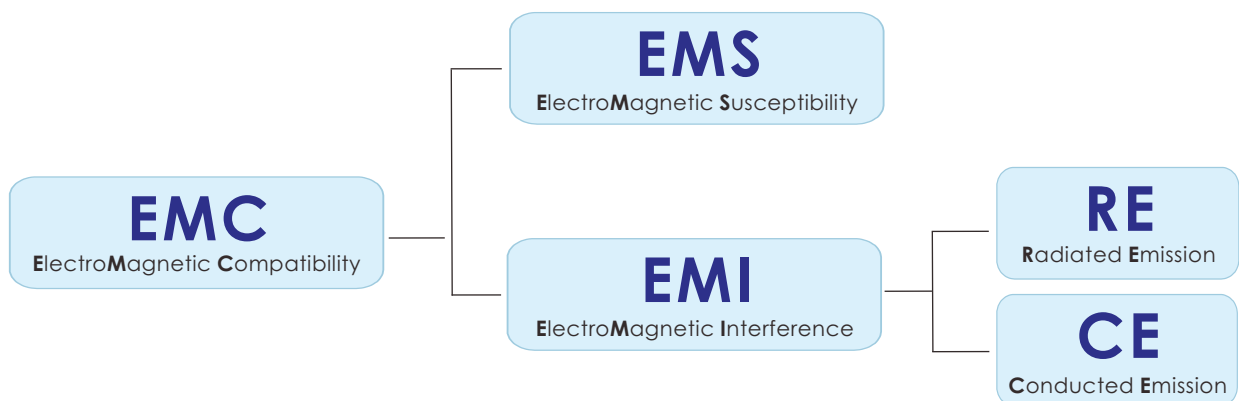 EMS
ElectroMagnetic Susceptibility
EMC
ElectroMagnetic Compatibility
EMI
ElectroMagnetic Interference
RE
Radiated Emission
CE
Conducted Emission